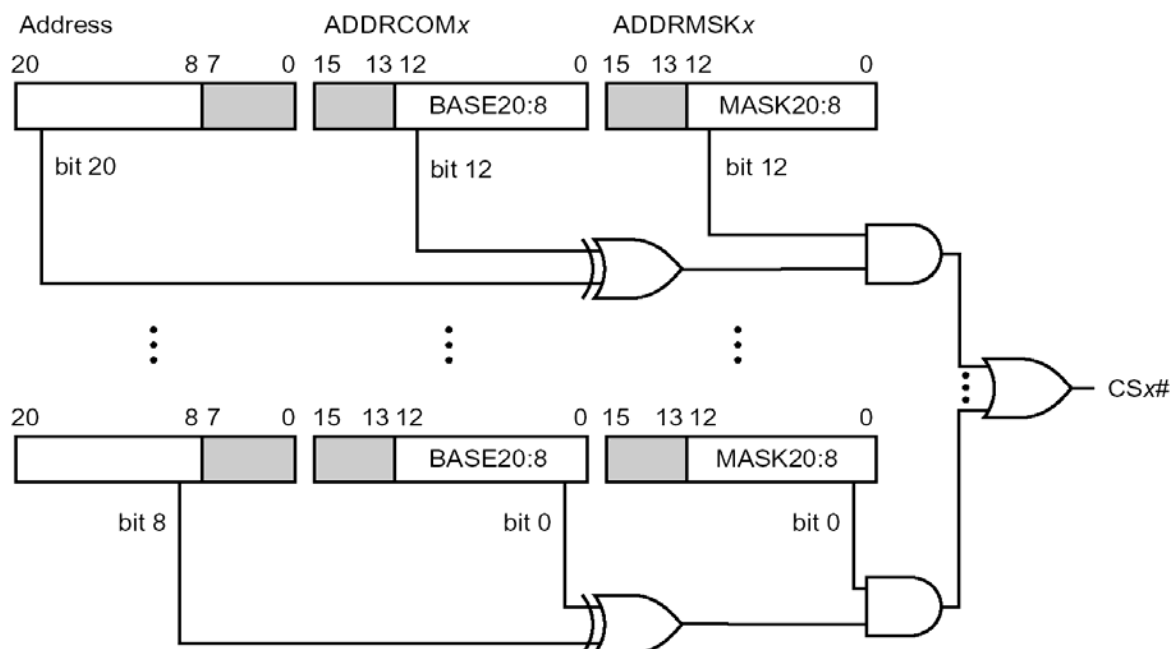 Address ADDRCOMx ADDRMSKx
20 8 7 0 15 13 12 0 15 13 12 0
BASE20:8 MASK20:8
bit 20 bit 12 bit 12
CSx#
20 8 7 0 15 13 12 0 15 13 12 0
BASE20:8 MASK20:8
bit 8 bit 0 bit 0